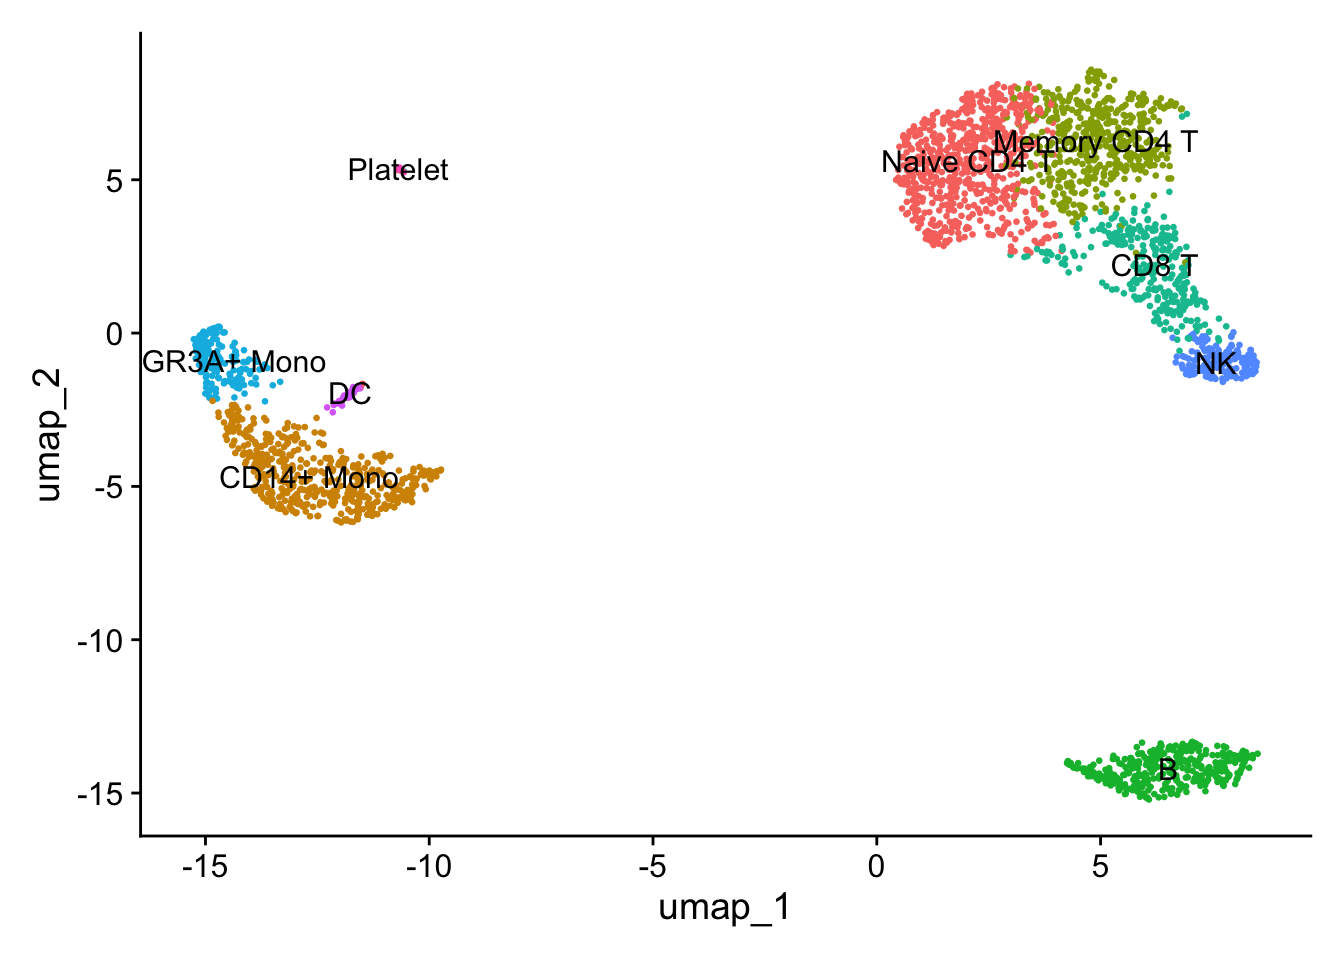 Memory CD4 T
Naive CD4 T
Platelet
5
CD8 T
0
GR3A+ Mono
NK
DC
umap_2
CD14+ Mono
-5
-10
B
-15
-15
-10
-5
0
5
umap_1